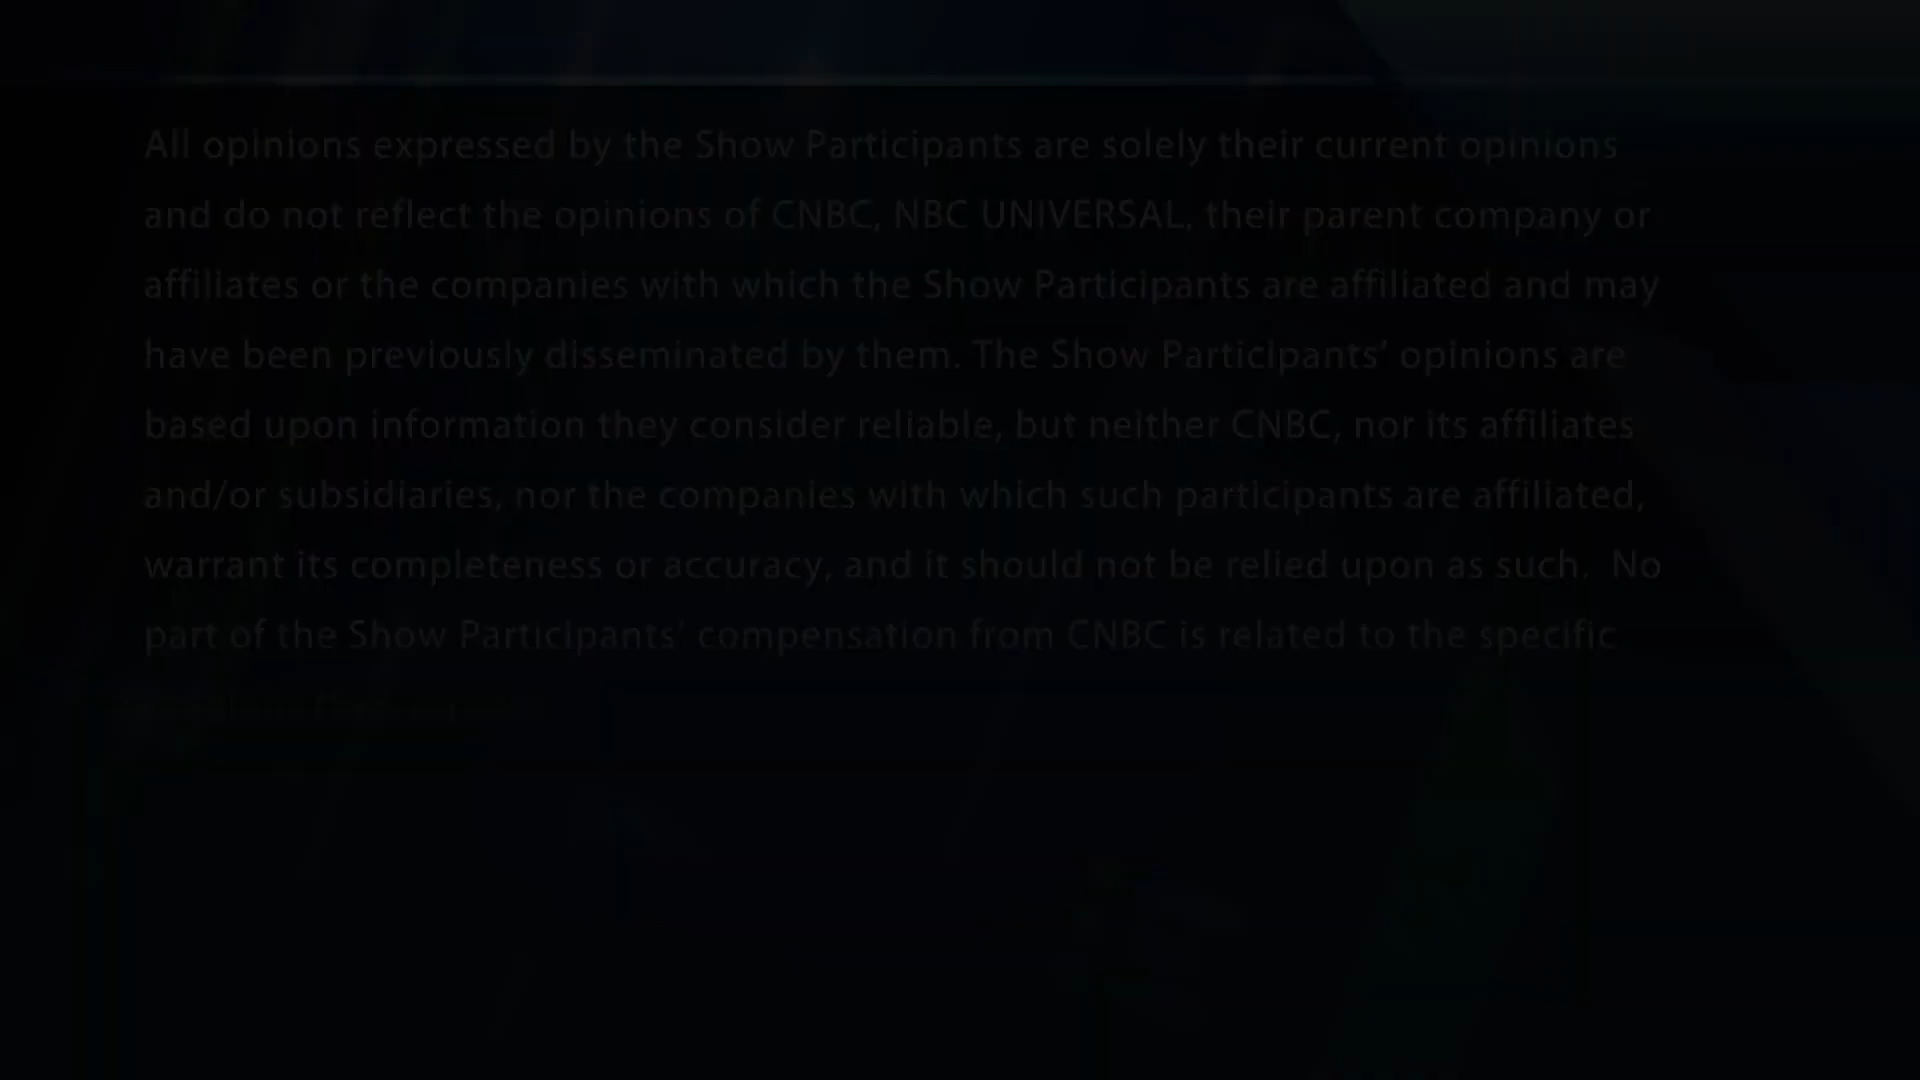 All opinions expressed by the Show Participants are solely their current opinions
and do not reflect the opinions of CNBC, NBC UNIVERSAL, their parent company or
affiliates or the companies with which the Show Participants are affiliated and may
have been previously disseminated by them. The Show Participants’ opinions are
based upon information they consider reliable, but neither CNBC, nor its affiliates
and/or subsidiaries, nor the companies with which such participants are affiliated,
warrant its completeness or accuracy, and it should not be relied upon as such.  No
part of the Show Participants’ compensation from CNBC is related to the specific